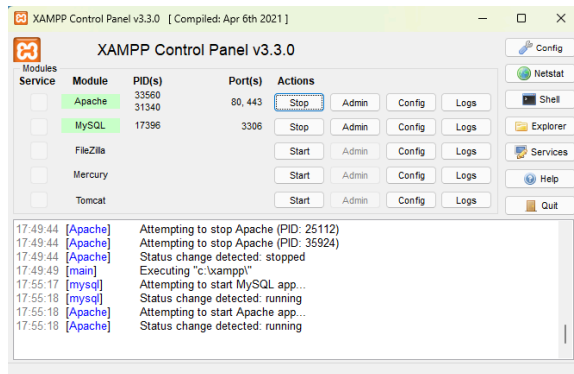 XAMPP Control Panel v3.3.0 [ Compiled: Apr 6th 2021 ]
XAMPP Control Panel v3.3.0
Config
Modules
Service Module PID(s) Port(s) Actions
Netstat
Apache 33560 31340 80, 443 Stop Admin Config Logs
Shell
MySQL 17396 3306 Stop Admin Config Logs
Explorer
FileZilla Start Admin Config Logs
Services
Mercury Start Admin Config Logs
Help
Tomcat Start Admin Config Logs
Quit
17:49:44 [Apache] Attempting to stop Apache (PID: 25112)
17:49:44 [Apache] Attempting to stop Apache (PID: 35924)
17:49:44 [Apache] Status change detected: stopped
17:49:49 [main] Executing "c:\xampp\"
17:55:17 [mysql] Attempting to start MySQL app...
17:55:18 [mysql] Status change detected: running
17:55:18 [Apache] Attempting to start Apache app...
17:55:18 [Apache] Status change detected: running